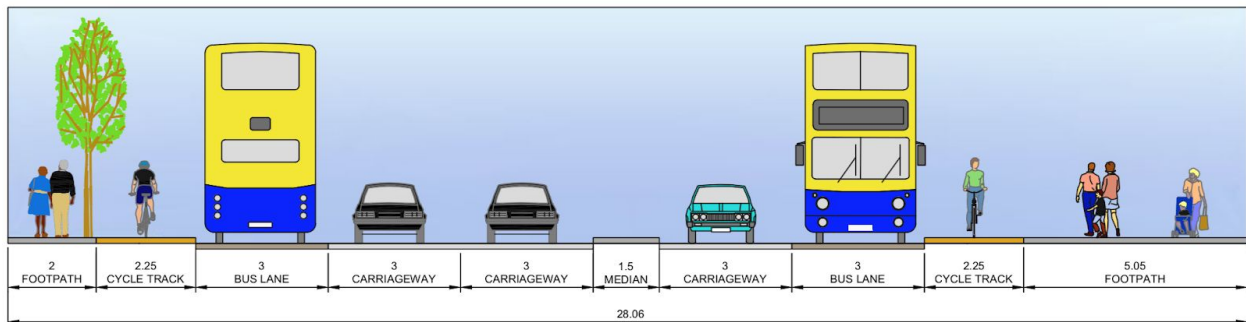 2
FOOTPATH
2.25
CYCLE TRACK
3
BUS LANE
3
CARRIAGEWAY
3
CARRIAGEWAY
1.5
MEDIAN
3
CARRIAGEWAY
3
BUS LANE
2.25
CYCLE TRACK
5.05
FOOTPATH
28.06